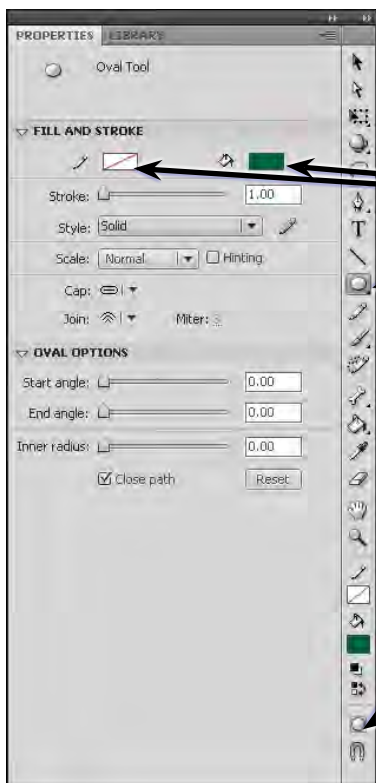 PROPERTIES LIBRARY
Oval Tool
FILL AND STROKE
Stroke: 1.00
Style: Solid
Scale: Normal Hinting
Cap:
Join: Miter: 3
OVAL OPTIONS
Start angle: 0.00
End angle: 0.00
Inner radius: 0.00
Close path Reset
T